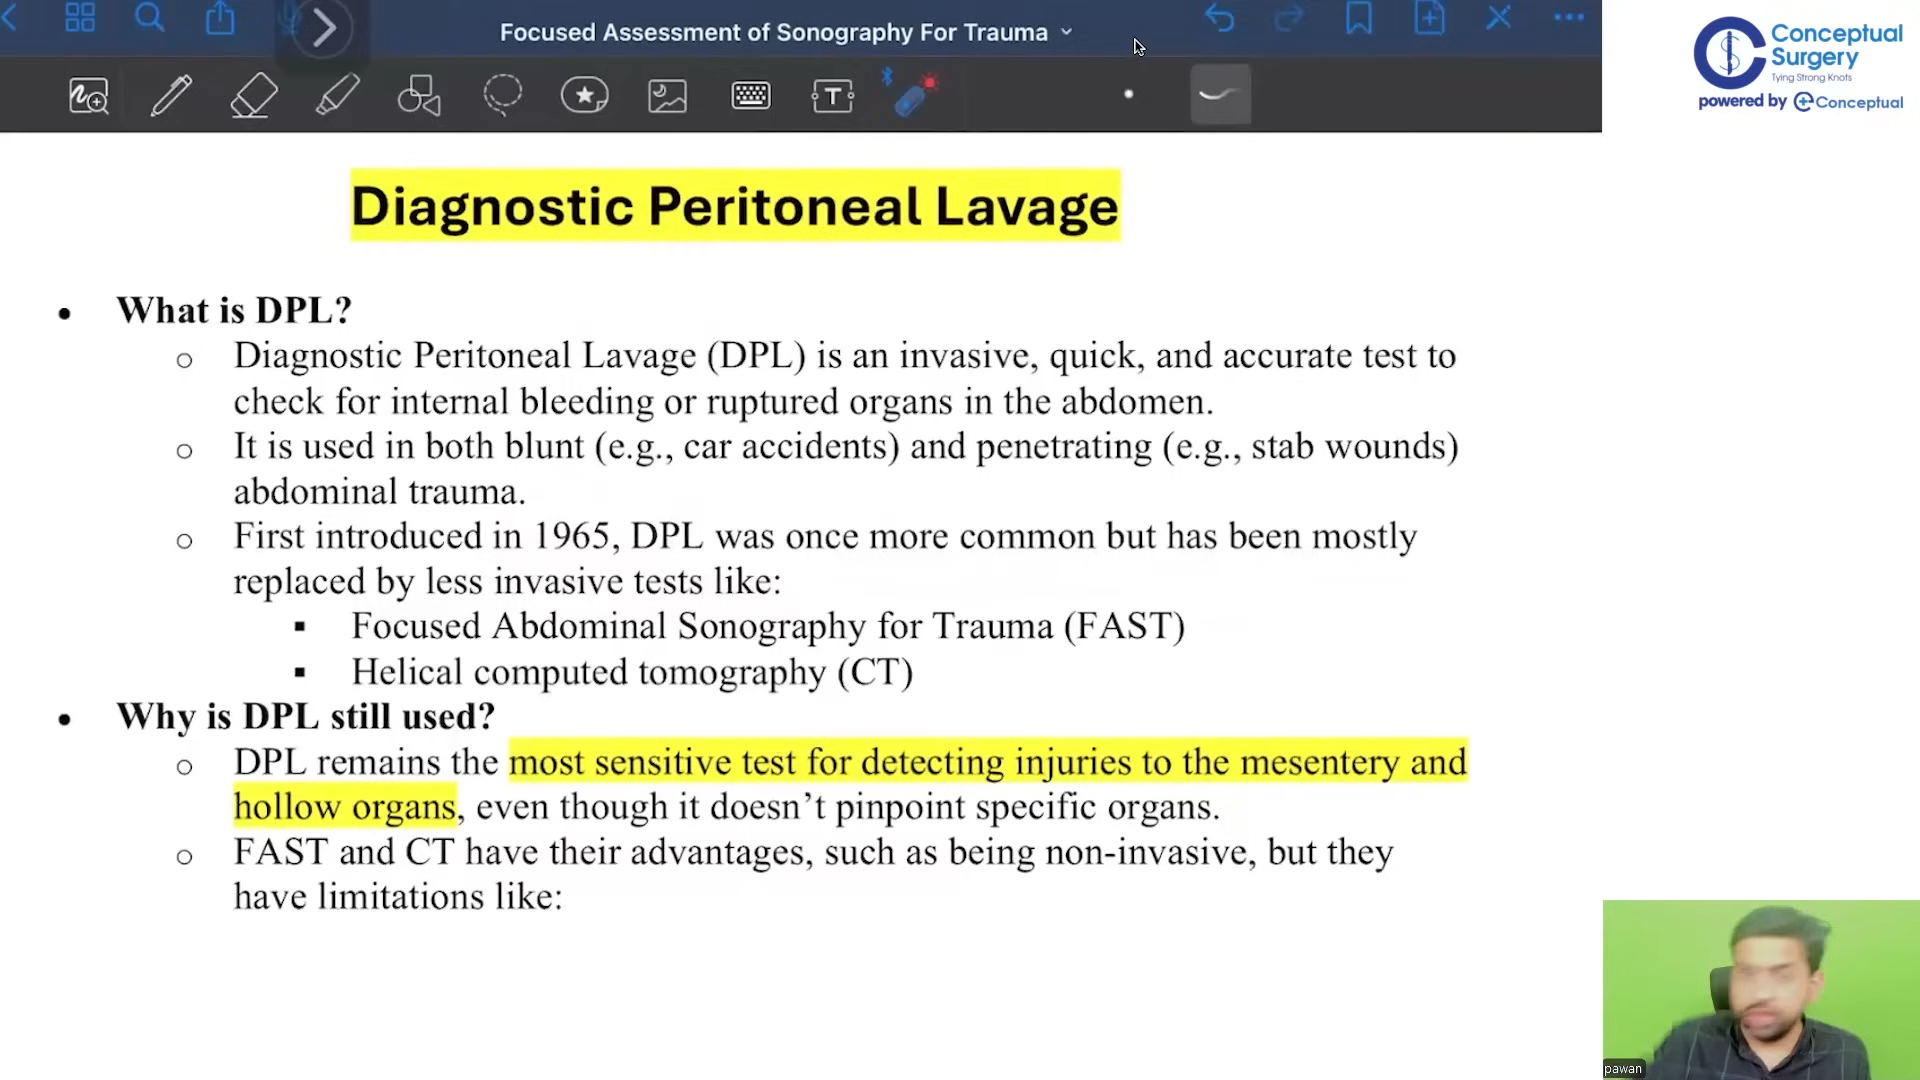 Focused Assessment of Sonography For Trauma
Conceptual
Surgery
Tying Strong Knots
powered by Conceptual
T
Diagnostic Peritoneal Lavage
• What is DPL?
o Diagnostic Peritoneal Lavage (DPL) is an invasive, quick, and accurate test to
check for internal bleeding or ruptured organs in the abdomen.
o It is used in both blunt (e.g., car accidents) and penetrating (e.g., stab wounds)
abdominal trauma.
o First introduced in 1965, DPL was once more common but has been mostly
replaced by less invasive tests like:
▪ Focused Abdominal Sonography for Trauma (FAST)
▪ Helical computed tomography (CT)
• Why is DPL still used?
o DPL remains the most sensitive test for detecting injuries to the mesentery and
hollow organs, even though it doesn’t pinpoint specific organs.
o FAST and CT have their advantages, such as being non-invasive, but they
have limitations like:
pawan